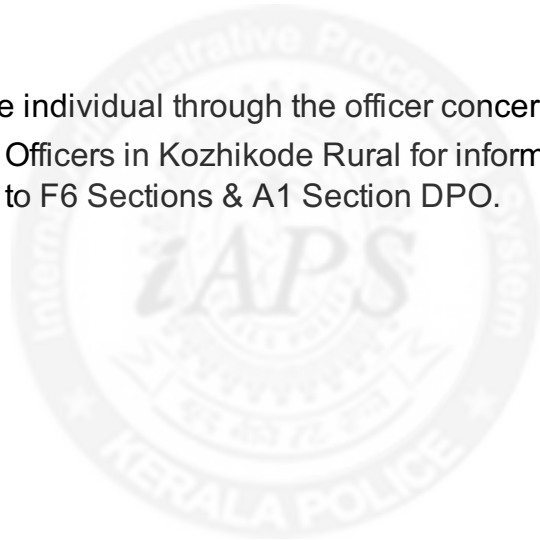 e individual through the officer concer
Officers in Kozhikode Rural for inform
to F6 Sections & A1 Section DPO.
iAPS
KERALA POLICE